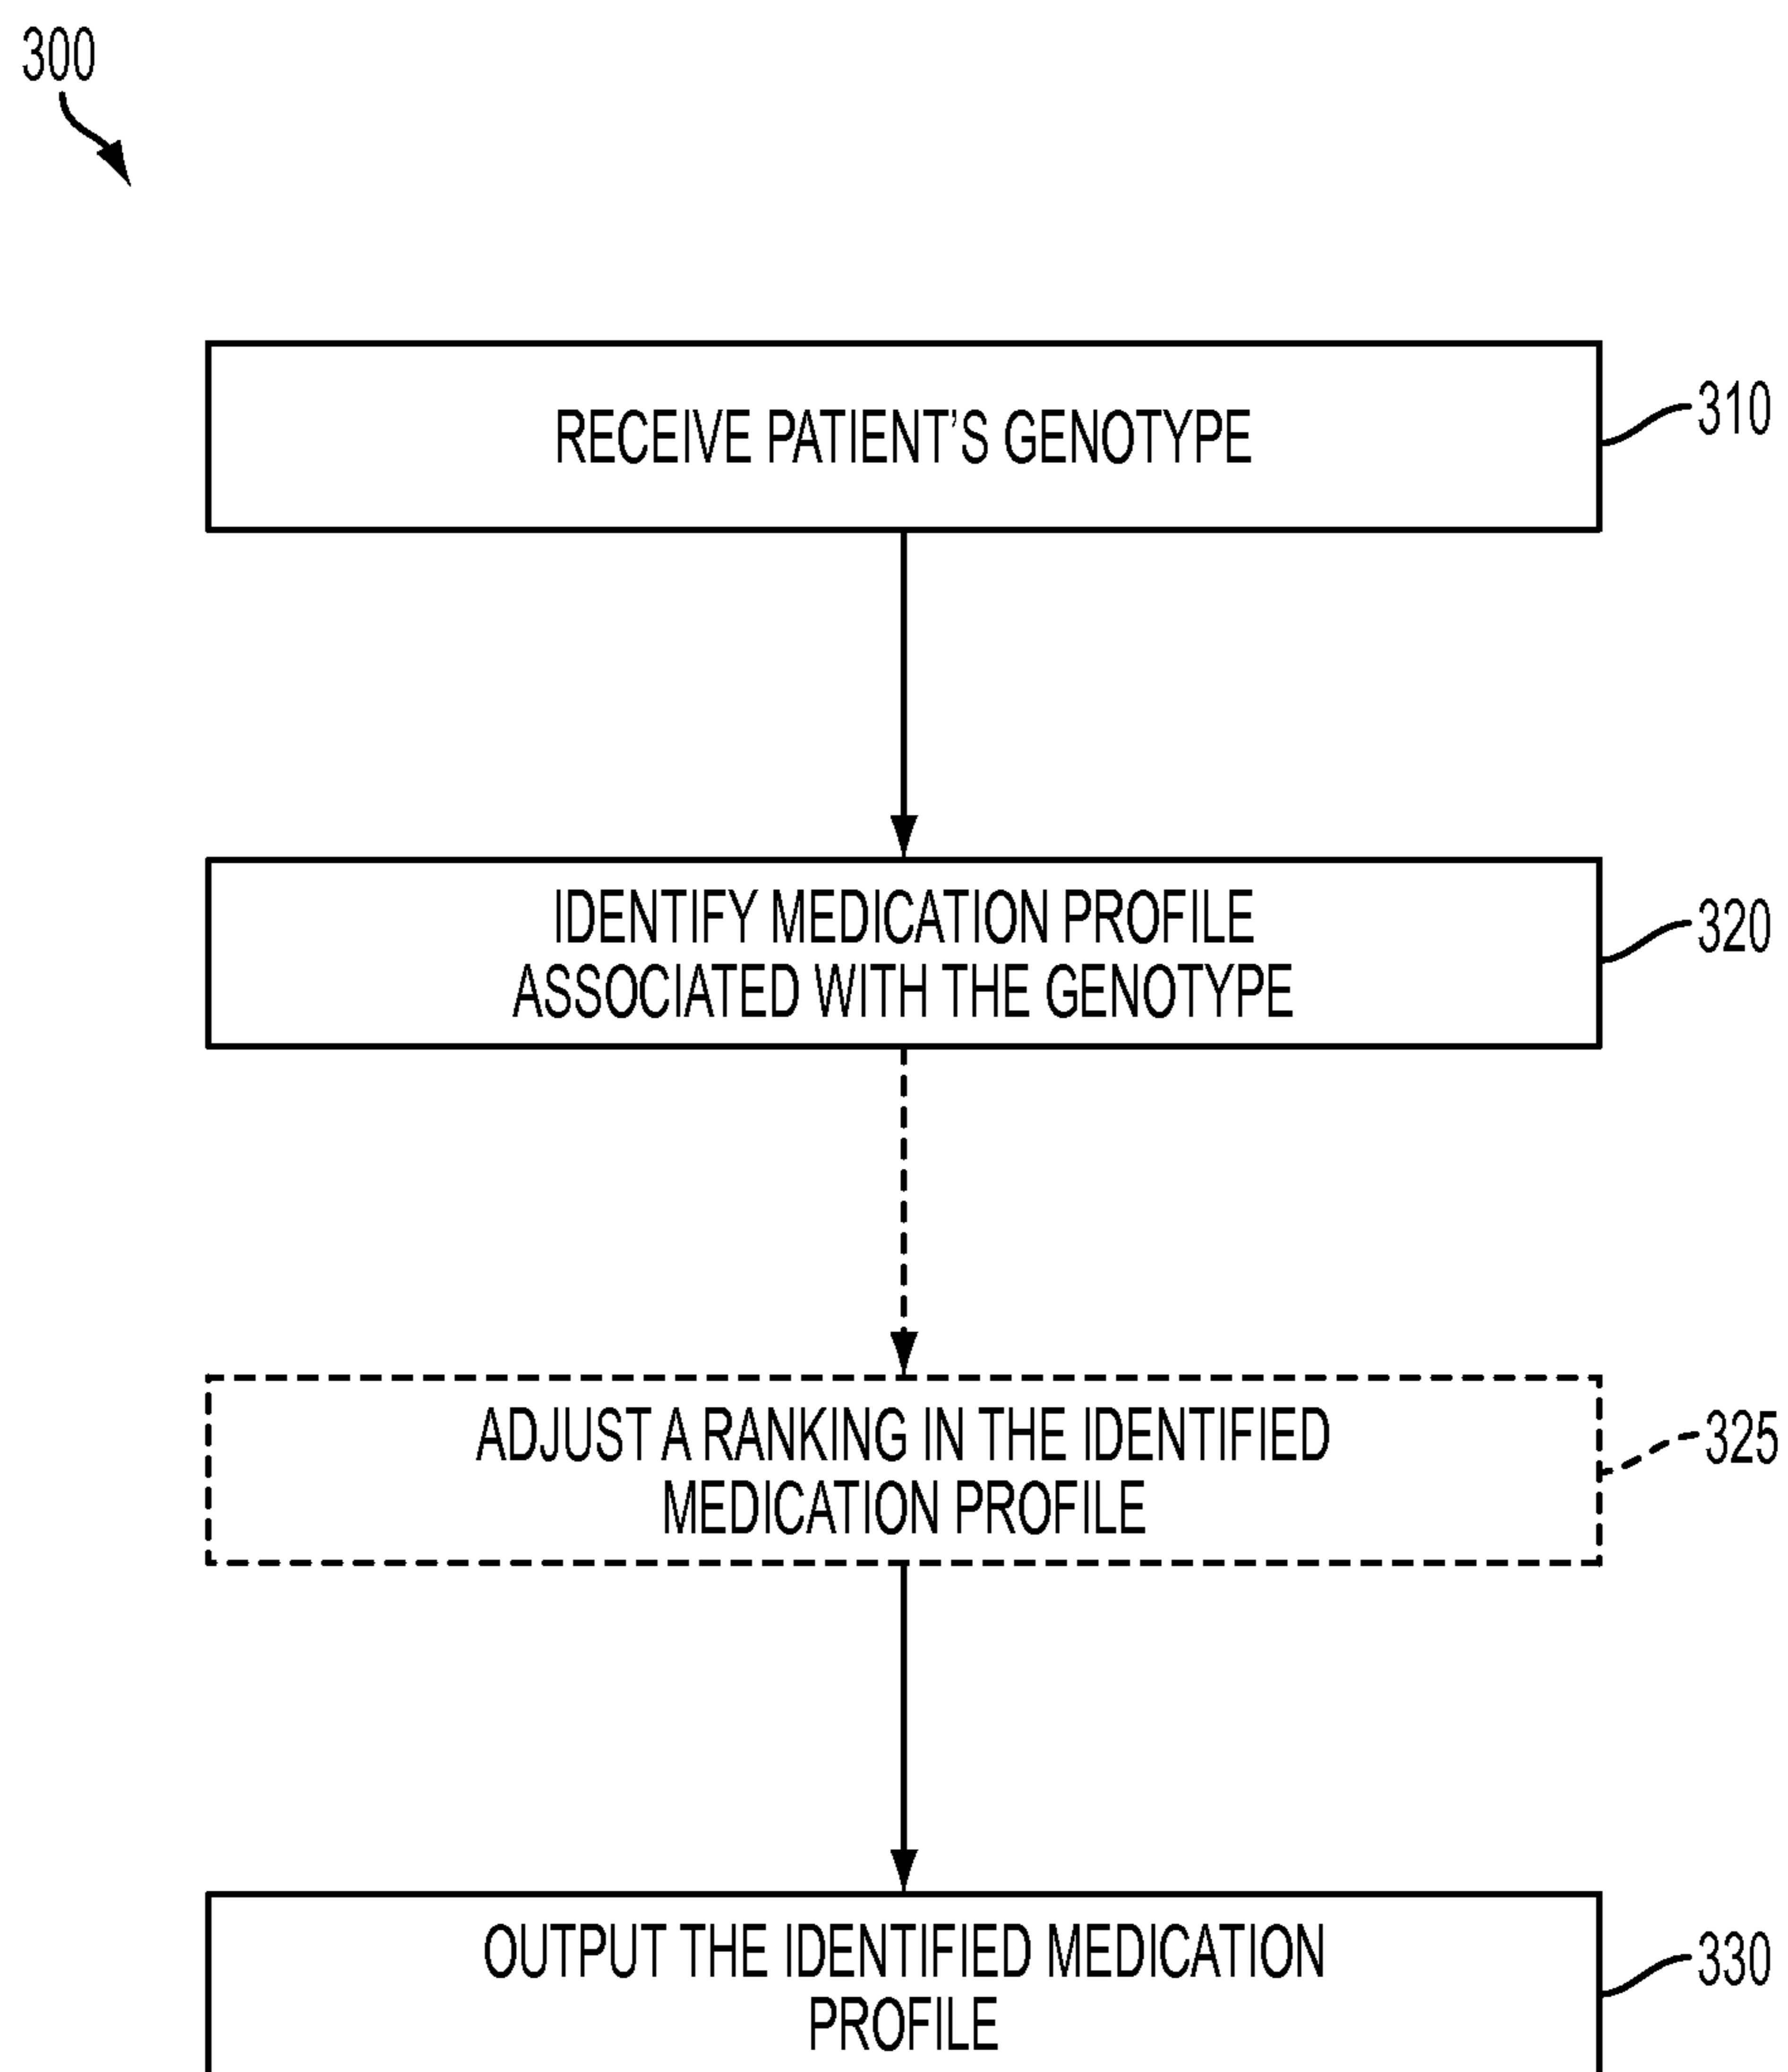 300
RECEIVE PATIENT'S GENOTYPE
310
IDENTIFY MEDICATION PROFILE
ASSOCIATED WITH THE GENOTYPE
320
ADJUST A RANKING IN THE IDENTIFIED
MEDICATION PROFILE
325
OUTPUT THE IDENTIFIED MEDICATION
PROFILE
330